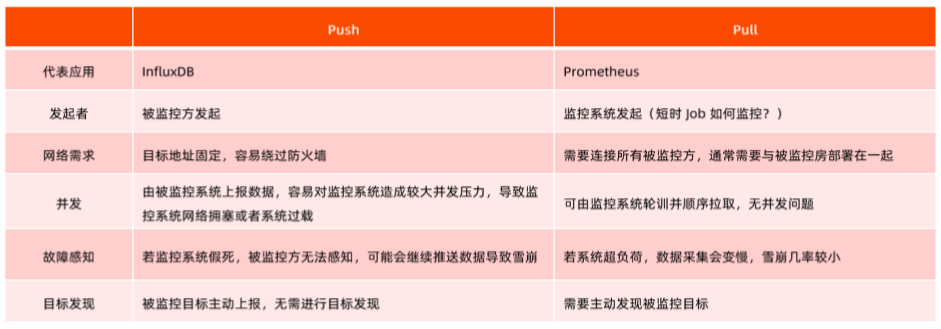 Push
Pull
代表应用
InfluxDB
Prometheus
发起者
被监控方发起
监控系统发起（短时 Job 如何监控？）
网络需求
目标地址固定，容易绕过防火墙
需要连接所有被监控方，通常需要与被监控房部署在一起
并发
由被监控系统上报数据，容易对监控系统造成较大并发压力，导致监
控系统网络拥塞或者系统过载
可由监控系统轮训并顺序拉取，无并发问题
故障感知
若监控系统假死，被监控方无法感知，可能会继续推送数据导致雪崩
若系统超负荷，数据采集会变慢，雪崩几率较小
目标发现
被监控目标主动上报，无需进行目标发现
需要主动发现被监控目标